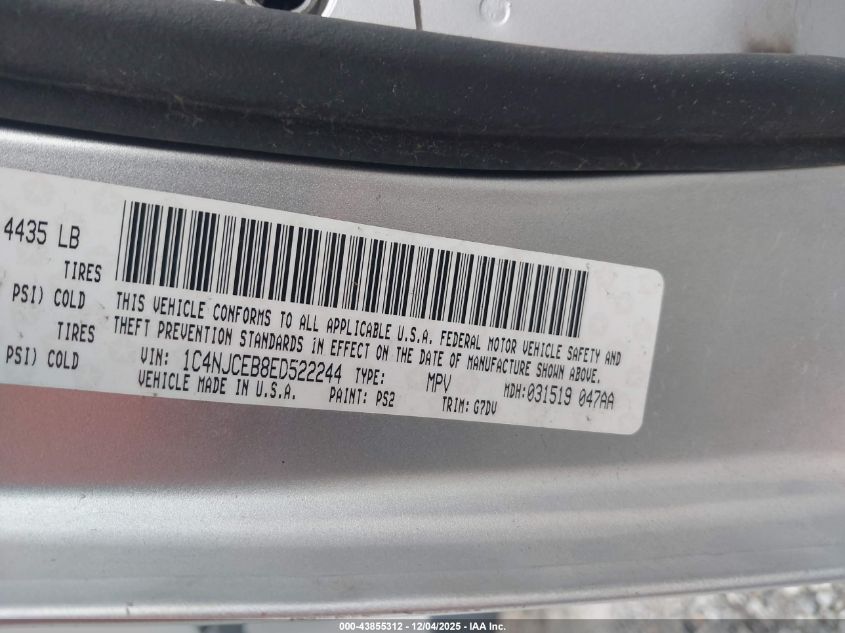 4435 LB
TIRES
PSI) COLD
TIRES
PSI) COLD
THIS VEHICLE CONFORMS TO ALL APPLICABLE U.S.A. FEDERAL MOTOR VEHICLE SAFETY AND
THEFT PREVENTION STANDARDS IN EFFECT ON THE DATE OF MANUFACTURE SHOWN ABOVE.
VIN: 1C4NJCEB8ED522244 TYPE: MPV MDH:031519 047AA
VEHICLE MADE IN U.S.A. PAINT: PS2 TRIM: G7DV
000-43855312 - 12/04/2025 - IAA Inc.